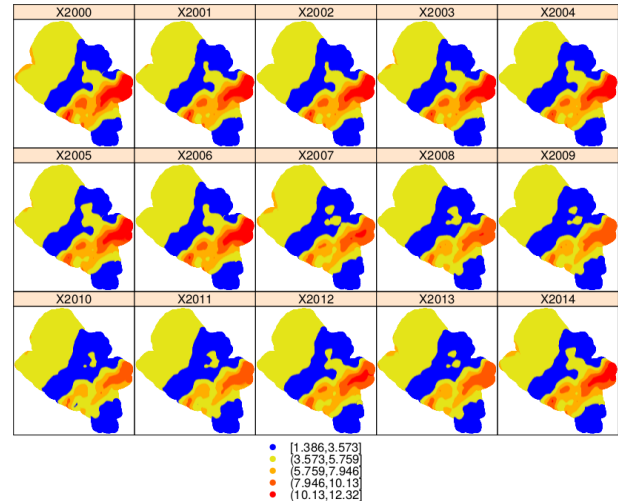 X2000 X2001 X2002 X2003 X2004
X2005 X2006 X2007 X2008 X2009
X2010 X2011 X2012 X2013 X2014
[1.386,3.573]
(3.573,5.759]
(5.759,7.946]
(7.946,10.13]
(10.13,12.32]